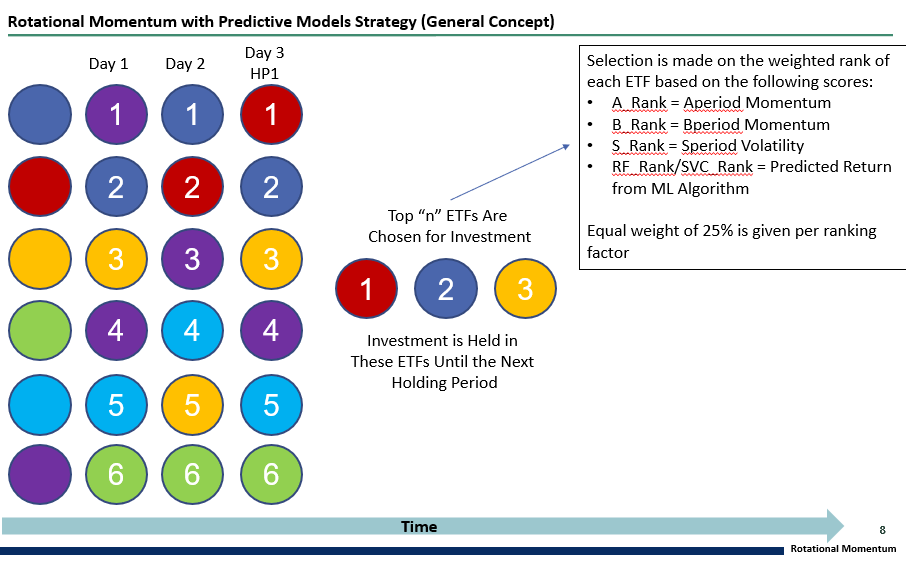 Rotational Momentum with Predictive Models Strategy (General Concept)
Day 1
Day 2
Day 3
HP1
1
1
1
2
2
2
3
3
3
4
4
4
5
5
5
6
6
6
Top “n” ETFs Are
Chosen for Investment
1
2
3
Investment is Held in
These ETFs Until the Next
Holding Period
Selection is made on the weighted rank of
each ETF based on the following scores:
• A_Rank = Aperiod Momentum
• B_Rank = Bperiod Momentum
• S_Rank = Speriod Volatility
• RF_Rank/SVC_Rank = Predicted Return
from ML Algorithm
Equal weight of 25% is given per ranking
factor
Time
8
Rotational Momentum